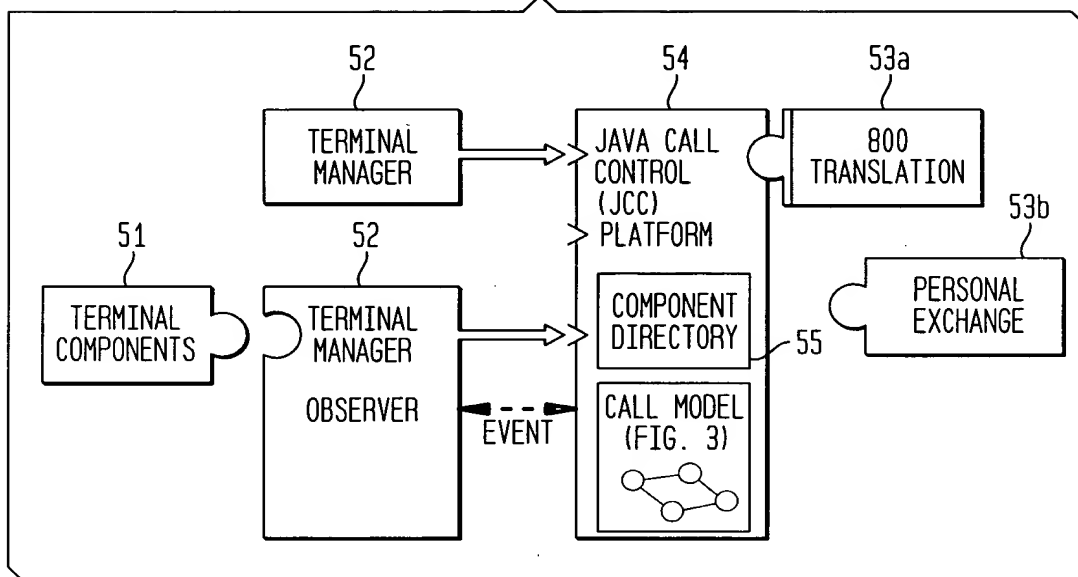 52
54
53a
TERMINAL
MANAGER
JAVA CALL
CONTROL
(JCC)
PLATFORM
800
TRANSLATION
51
52
53b
TERMINAL
COMPONENTS
TERMINAL
MANAGER
OBSERVER
COMPONENT
DIRECTORY
55
PERSONAL
EXCHANGE
EVENT
CALL MODEL
(FIG. 3)